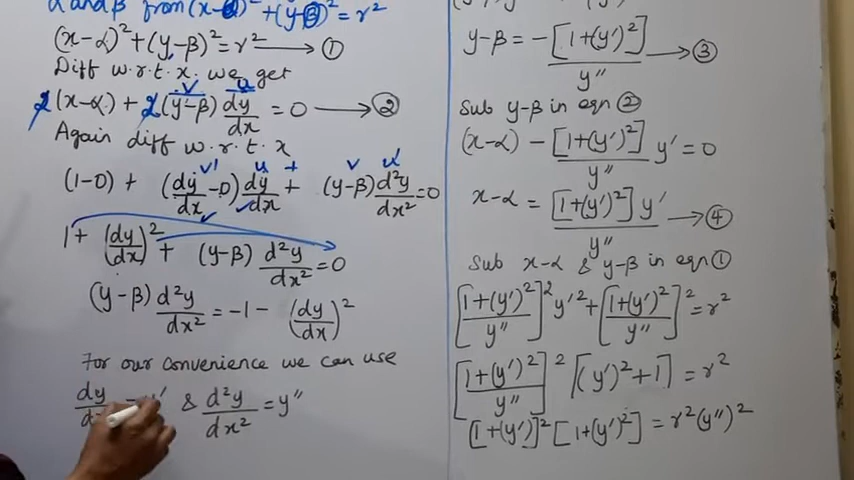 α and β from (x-α)² + (y-β)² = r²
(x-α)² + (y-β)² = r² ⟶ ①
Diff w.r.t. x, we get
2(x-α) + 2(y-β) dy/dx = 0 ⟶ ②
Again diff w.r.t x
(1-0) + (dy/dx - 0) dy/dx + (y-β) d²y/dx² = 0
1 + (dy/dx)² + (y-β) d²y/dx² = 0
(y-β) d²y/dx² = -1 - (dy/dx)²
For our convenience we can use
dy/dx = y' & d²y/dx² = y''
y-β = -[1+(y')²]/y'' ⟶ ③
Sub y-β in eqn ②
(x-α) - [1+(y')²]/y'' y' = 0
x-α = [1+(y')²]y'/y'' ⟶ ④
Sub x-α & y-β in eqn ①
[1+(y')²/y'']² y'² + [1+(y')²/y'']² = r²
[1+(y')²/y'']² [(y')²+1] = r²
[1+(y')]² [1+(y')²] = r²(y'')²